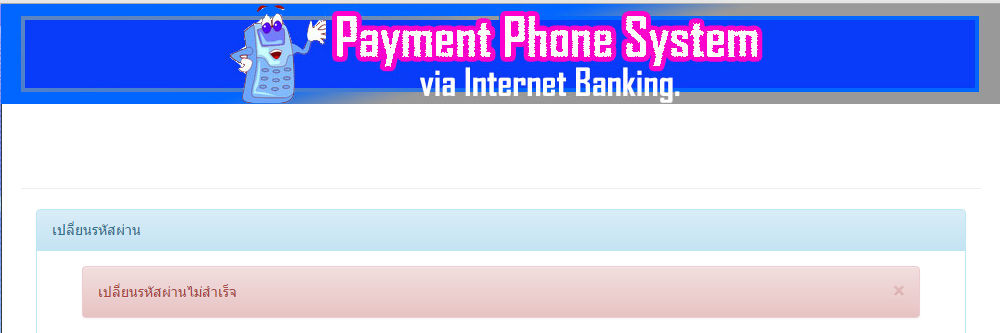 Payment Phone System
via Internet Banking.
เปลี่ยนรหัสผ่าน
เปลี่ยนรหัสผ่านไม่สำเร็จ
×